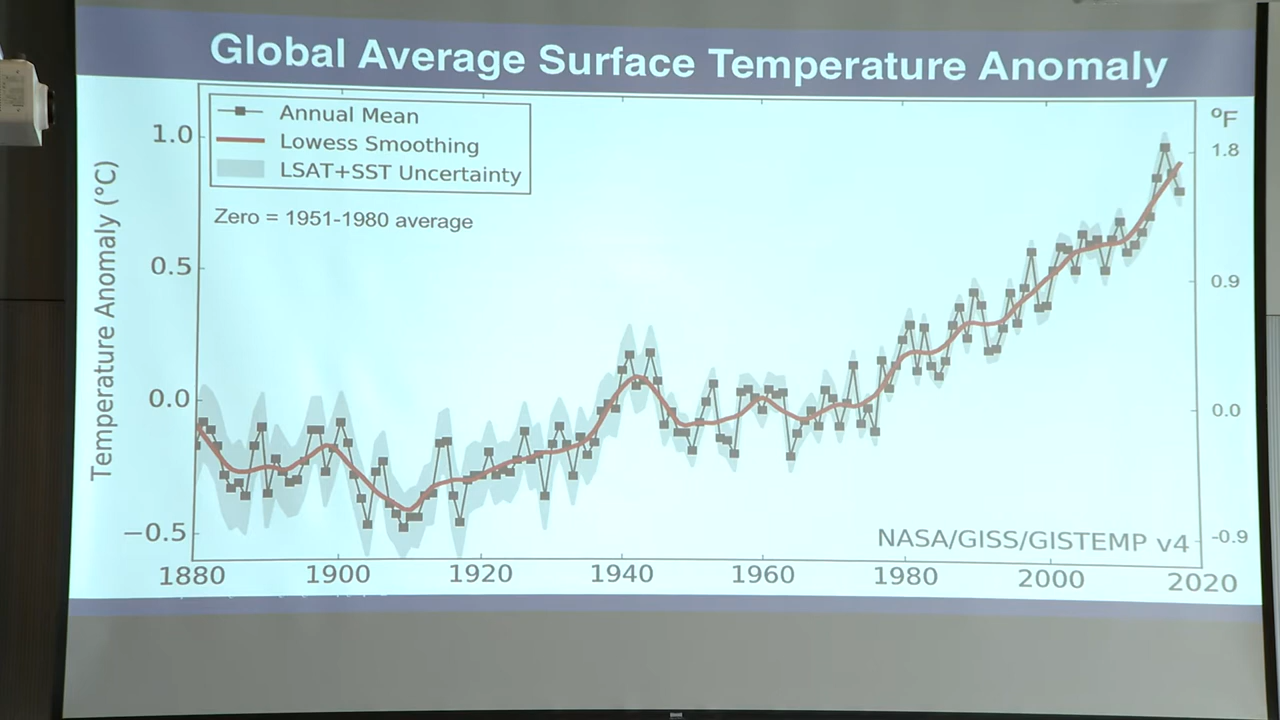 Global Average Surface Temperature Anomaly
Annual Mean
Lowess Smoothing
LSAT+SST Uncertainty
Zero = 1951-1980 average
Temperature Anomaly (°C)
1.0
0.5
0.0
−0.5
ºF
1.8
0.9
0.0
-0.9
NASA/GISS/GISTEMP v4
1880 1900 1920 1940 1960 1980 2000 2020